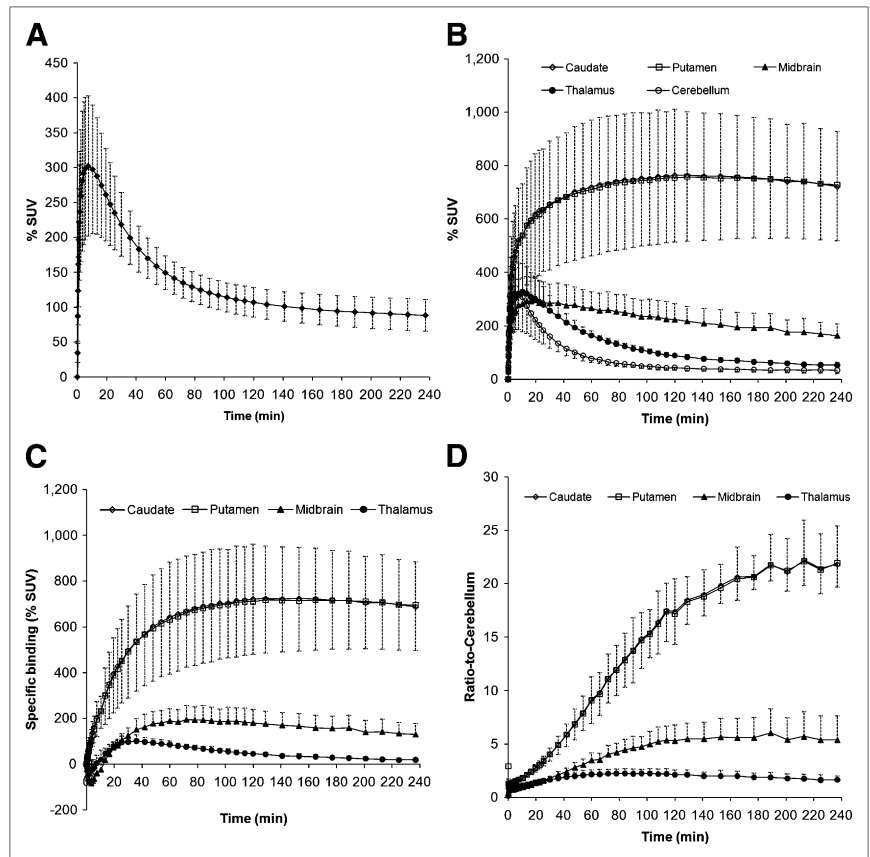 A
450
400
350
300
250
200
150
100
50
0
% SUV
0 20 40 60 80 100 120 140 160 180 200 220 240
Time (min)
B
1,200
1,000
800
600
400
200
0
% SUV
Caudate Putamen Midbrain
Thalamus Cerebellum
0 20 40 60 80 100 120 140 160 180 200 220 240
Time (min)
C
1,200
1,000
800
600
400
200
0
-200
Specific binding (% SUV)
Caudate Putamen Midbrain Thalamus
0 20 40 60 80 100 120 140 160 180 200 220 240
Time (min)
D
30
25
20
15
10
5
0
Ratio-to-Cerebellum
Caudate Putamen Midbrain Thalamus
0 20 40 60 80 100 120 140 160 180 200 220 240
Time (min)